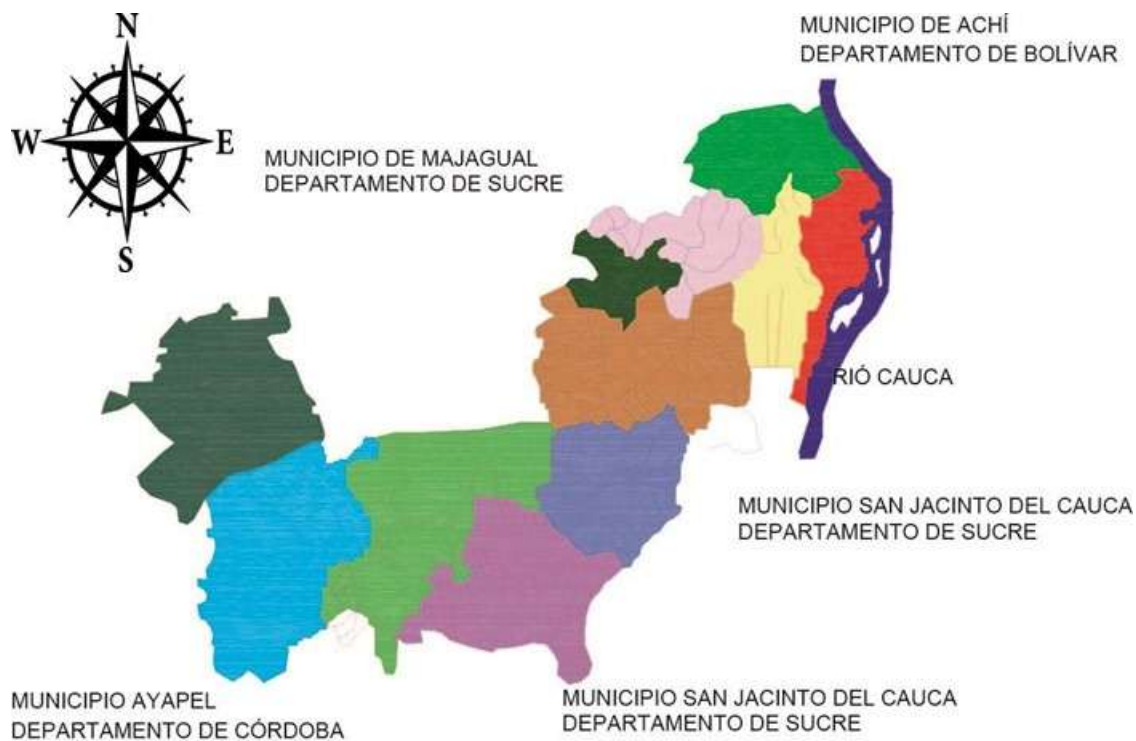 N
W E
S
MUNICIPIO DE ACHÍ
DEPARTAMENTO DE BOLÍVAR
MUNICIPIO DE MAJAGUAL
DEPARTAMENTO DE SUCRE
RIÓ CAUCA
MUNICIPIO SAN JACINTO DEL CAUCA
DEPARTAMENTO DE SUCRE
MUNICIPIO AYAPEL
DEPARTAMENTO DE CÓRDOBA
MUNICIPIO SAN JACINTO DEL CAUCA
DEPARTAMENTO DE SUCRE